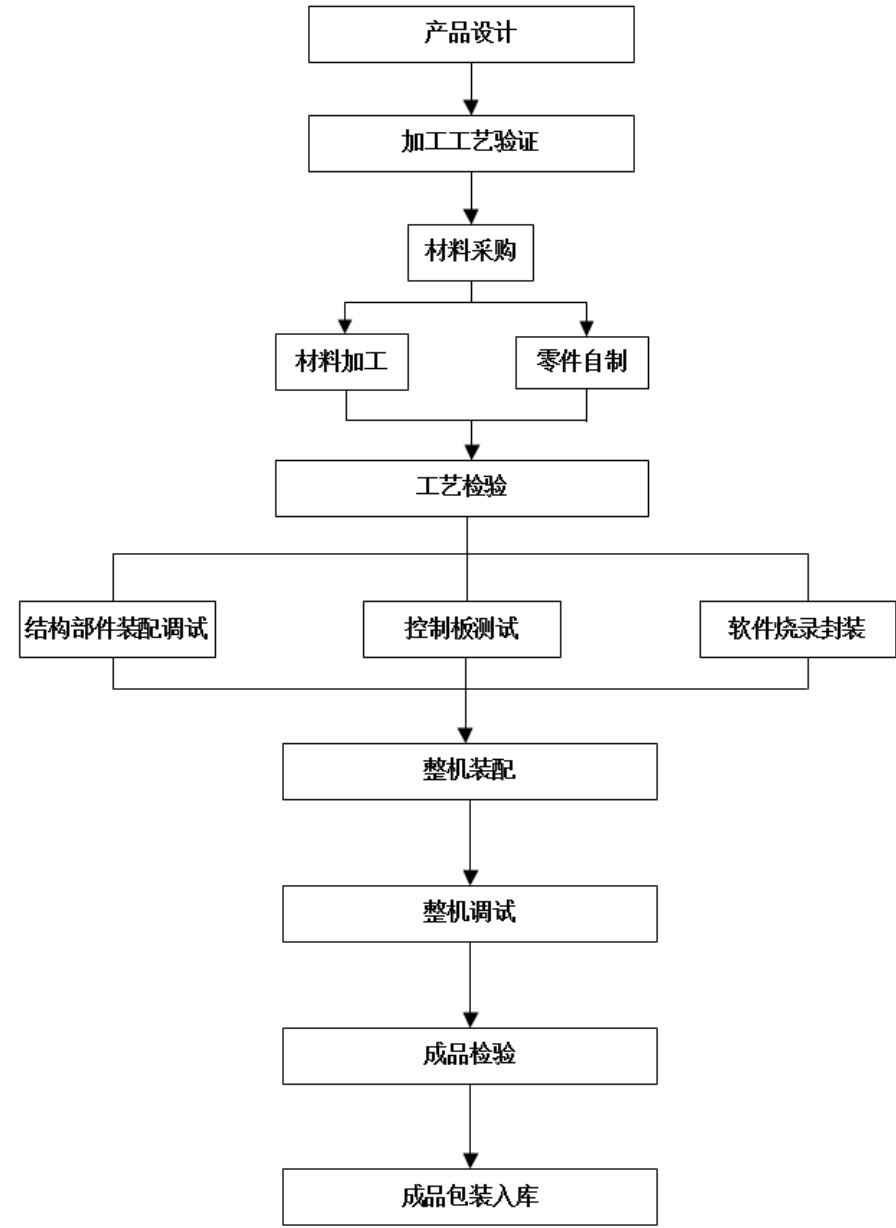 产品设计
加工工艺验证
材料采购
材料加工
零件自制
工艺检验
结构部件装配调试
控制板测试
软件烧录封装
整机装配
整机调试
成品检验
成品包装入库